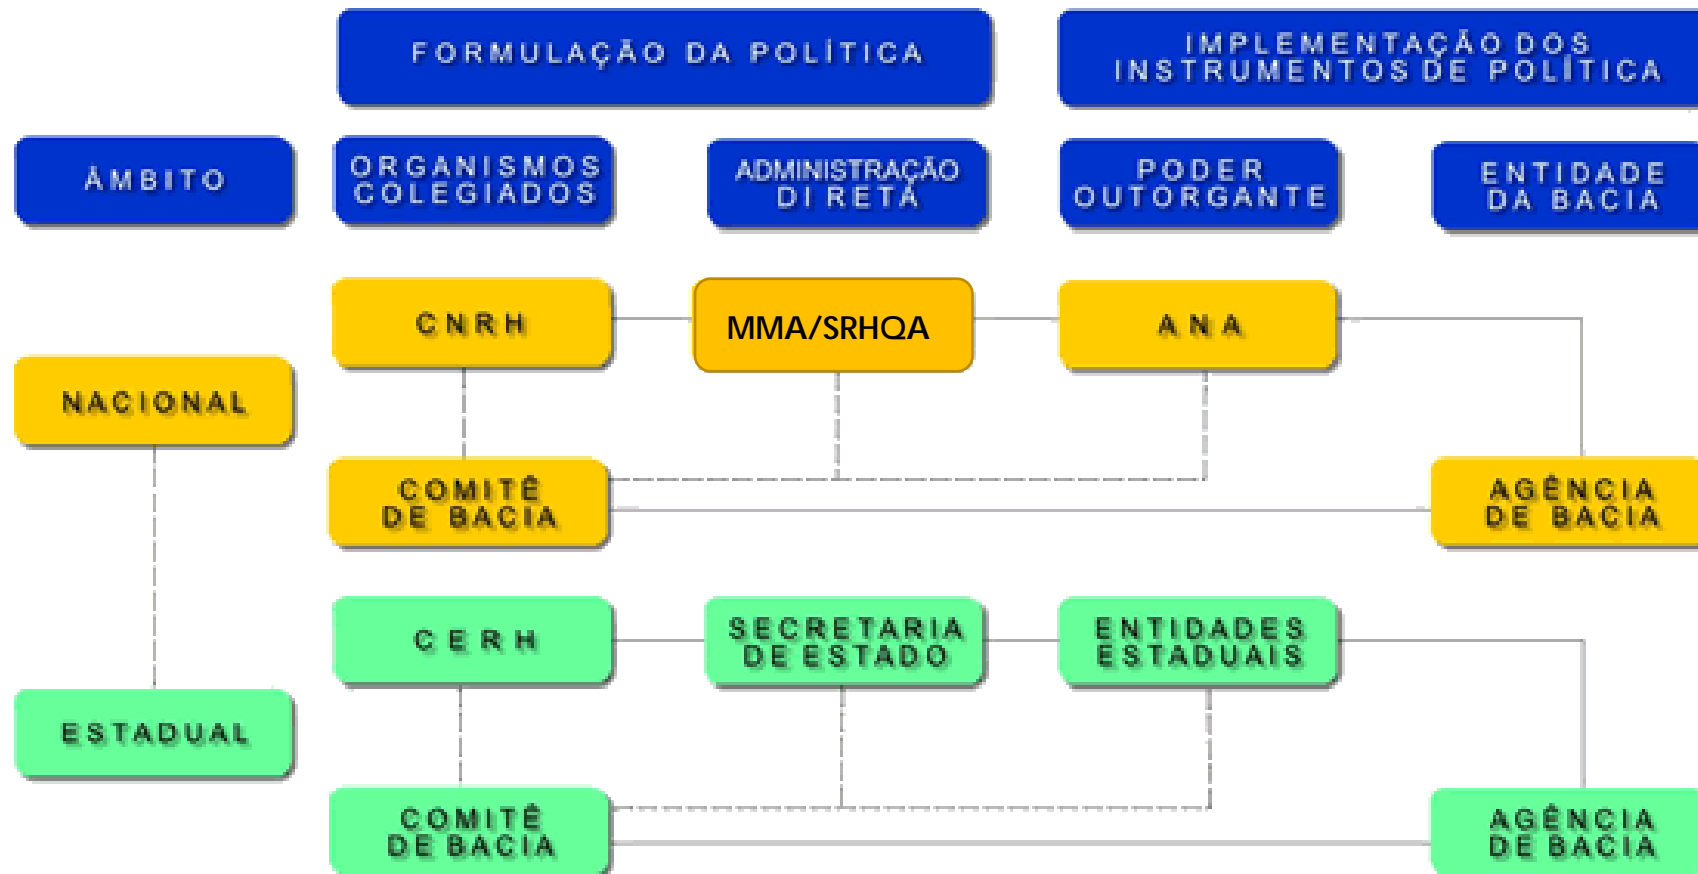 FORMULAÇÃO DA POLÍTICA
IMPLEMENTAÇÃO DOS
INSTRUMENTOS DE POLÍTICA
ÂMBITO
ORGANISMOS
COLEGIADOS
ADMINISTRAÇÃO
DIRETA
PODER
OUTORGANTE
ENTIDADE
DA BACIA
CNRH
MMA/SRHQA
ANA
NACIONAL
COMITÊ
DE BACIA
AGÊNCIA
DE BACIA
CERH
SECRETARIA
DE ESTADO
ENTIDADES
ESTADUAIS
ESTADUAL
COMITÊ
DE BACIA
AGÊNCIA
DE BACIA